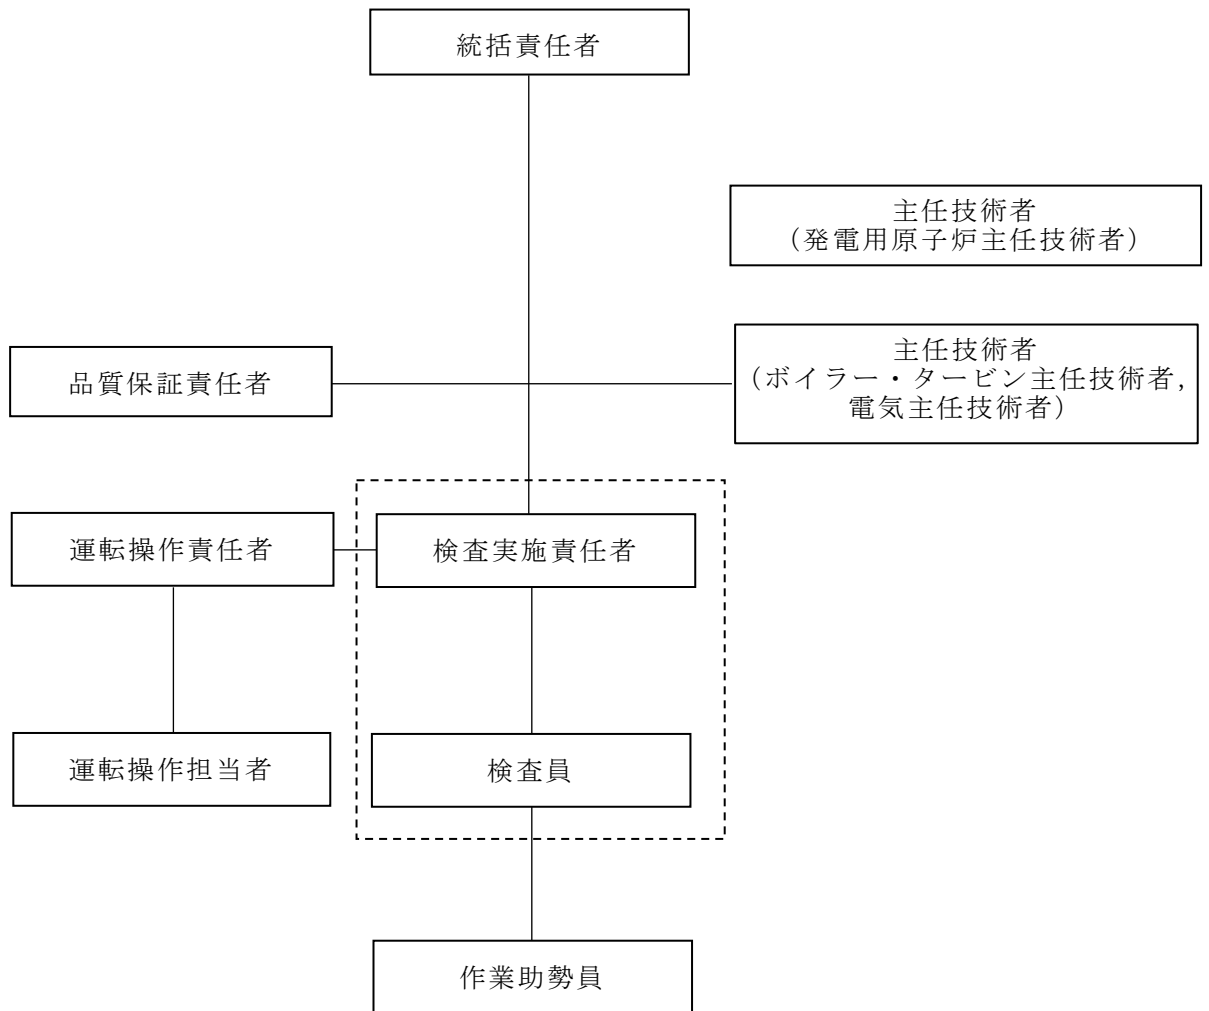 統括責任者
主任技術者
（発電用原子炉主任技術者）
品質保証責任者
主任技術者
（ボイラー・タービン主任技術者，
電気主任技術者）
運転操作責任者
検査実施責任者
運転操作担当者
検査員
作業助勢員